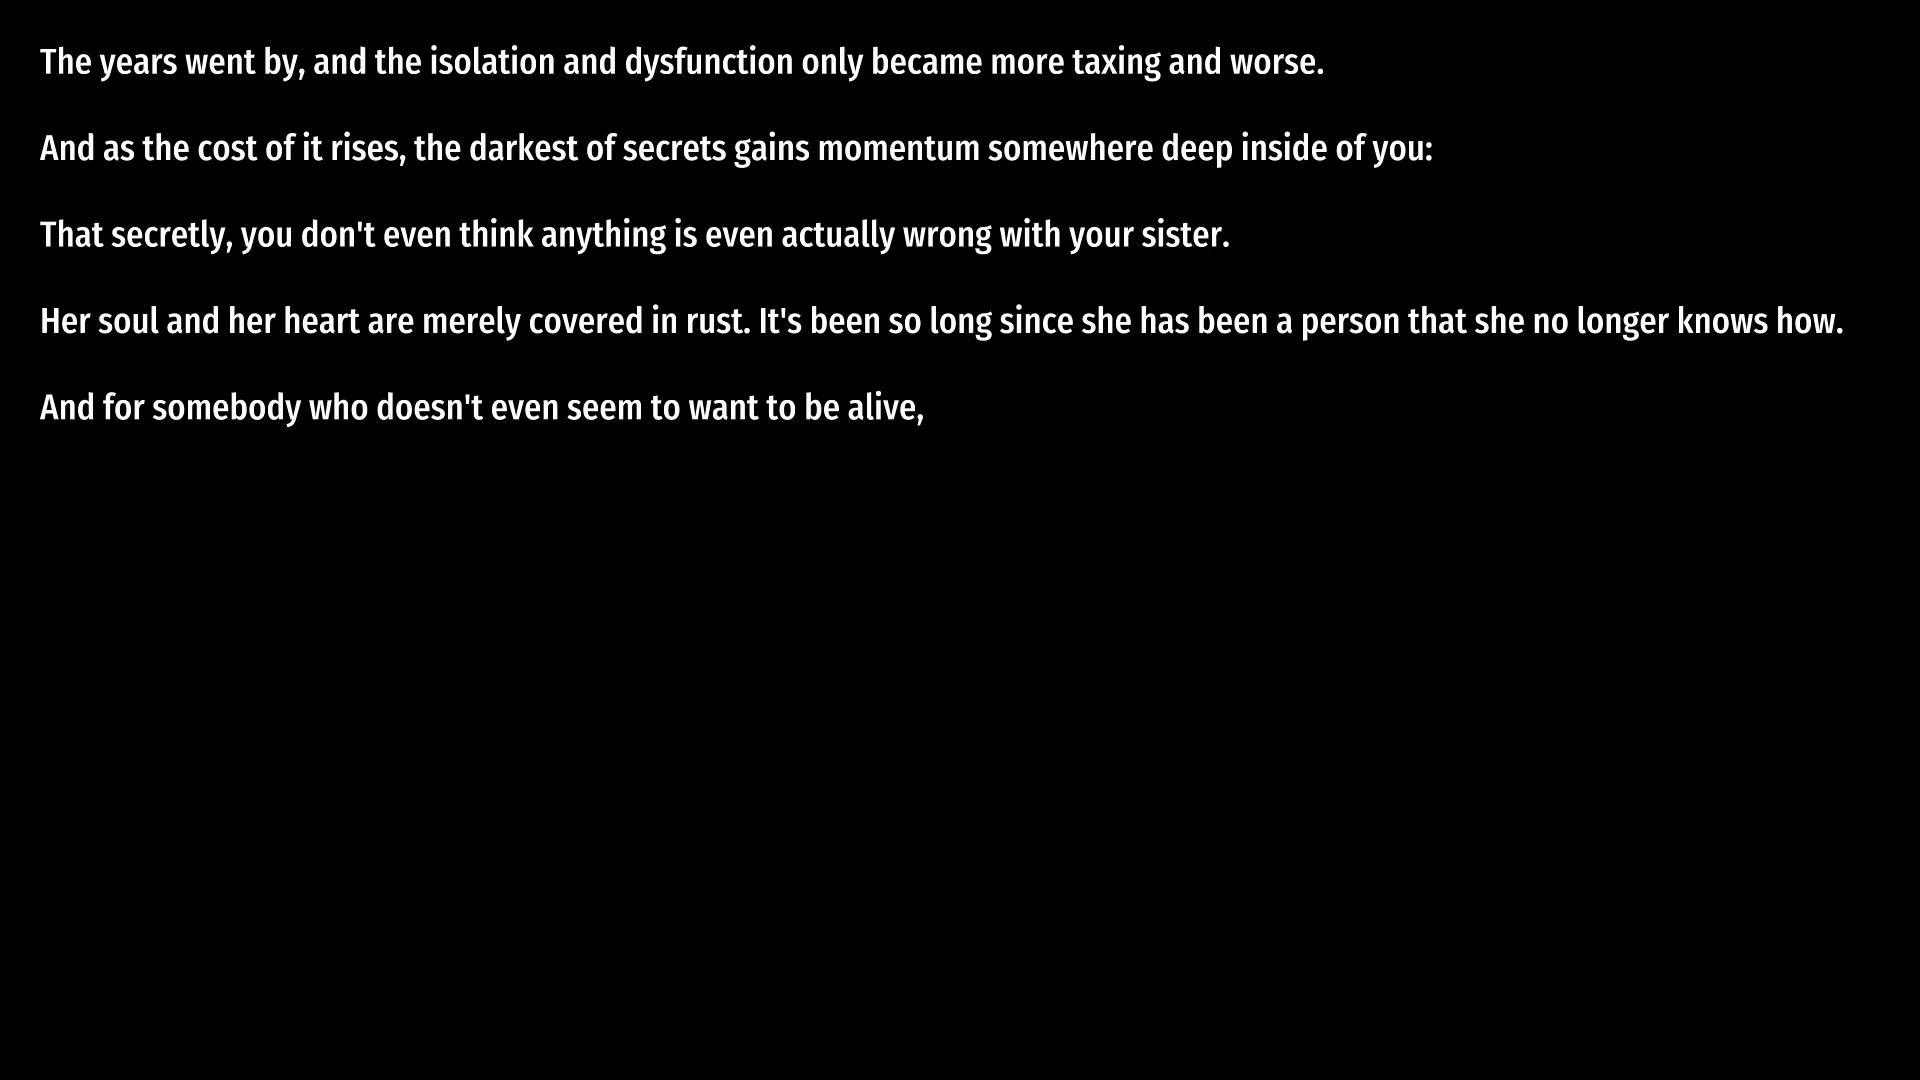 The years went by, and the isolation and dysfunction only became more taxing and worse.
And as the cost of it rises, the darkest of secrets gains momentum somewhere deep inside of you:
That secretly, you don't even think anything is even actually wrong with your sister.
Her soul and her heart are merely covered in rust. It's been so long since she has been a person that she no longer knows how.
And for somebody who doesn't even seem to want to be alive,